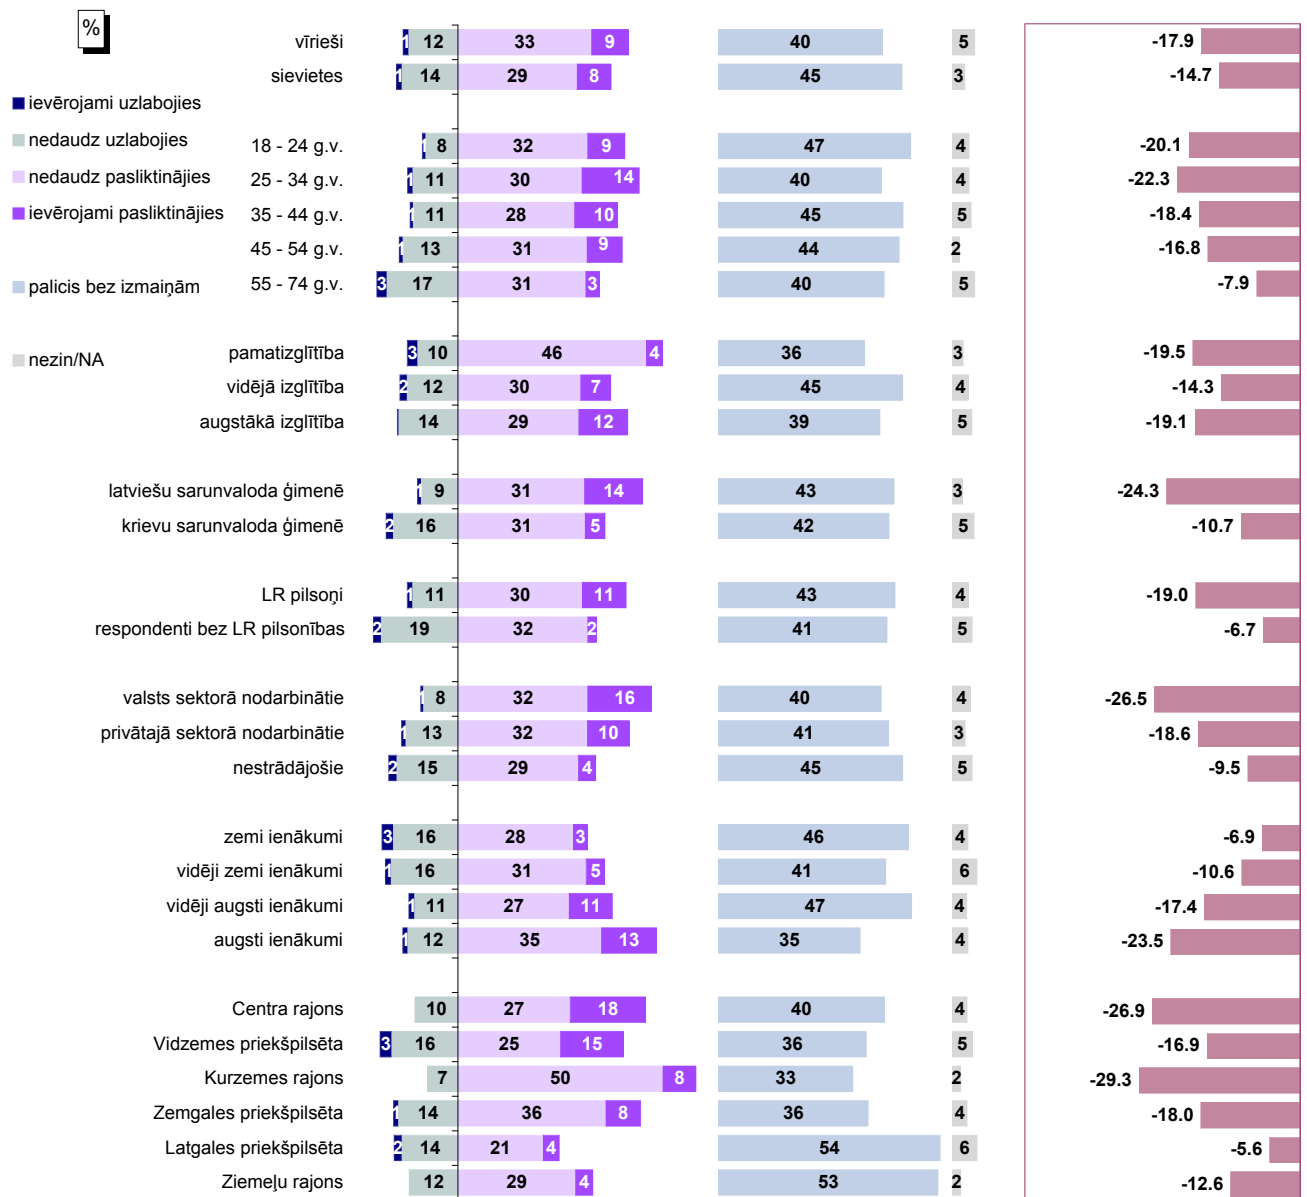 %
vīrieši 1 12 33 9 40 5 -17.9
sievietes 1 14 29 8 45 3 -14.7
ievērojami uzlabojies
nedaudz uzlabojies
18 - 24 g.v. 1 8 32 9 47 4 -20.1
nedaudz pasliktinājies
25 - 34 g.v. 1 11 30 14 40 4 -22.3
ievērojami pasliktinājies
35 - 44 g.v. 1 11 28 10 45 5 -18.4
45 - 54 g.v. 1 13 31 9 44 2 -16.8
palicis bez izmaiņām
55 - 74 g.v. 3 17 31 3 40 5 -7.9
nezin/NA
pamatizglītība 3 10 46 4 36 3 -19.5
vidējā izglītība 2 12 30 7 45 4 -14.3
augstākā izglītība 14 29 12 39 5 -19.1
latviešu sarunvaloda ģimenē 1 9 31 14 43 3 -24.3
krievu sarunvaloda ģimenē 2 16 31 5 42 5 -10.7
LR pilsoņi 1 11 30 11 43 4 -19.0
respondenti bez LR pilsonības 2 19 32 2 41 5 -6.7
valsts sektorā nodarbinātie 1 8 32 16 40 4 -26.5
privātajā sektorā nodarbinātie 1 13 32 10 41 3 -18.6
nestrādājošie 2 15 29 4 45 5 -9.5
zemi ienākumi 3 16 28 3 46 4 -6.9
vidēji zemi ienākumi 1 16 31 5 41 6 -10.6
vidēji augsti ienākumi 1 11 27 11 47 4 -17.4
augsti ienākumi 1 12 35 13 35 4 -23.5
Centra rajons 10 27 18 40 4 -26.9
Vidzemes priekšpilsēta 3 16 25 15 36 5 -16.9
Kurzemes rajons 7 50 8 33 2 -29.3
Zemgales priekšpilsēta 1 14 36 8 36 4 -18.0
Latgales priekšpilsēta 2 14 21 4 54 6 -5.6
Ziemeļu rajons 12 29 4 53 2 -12.6